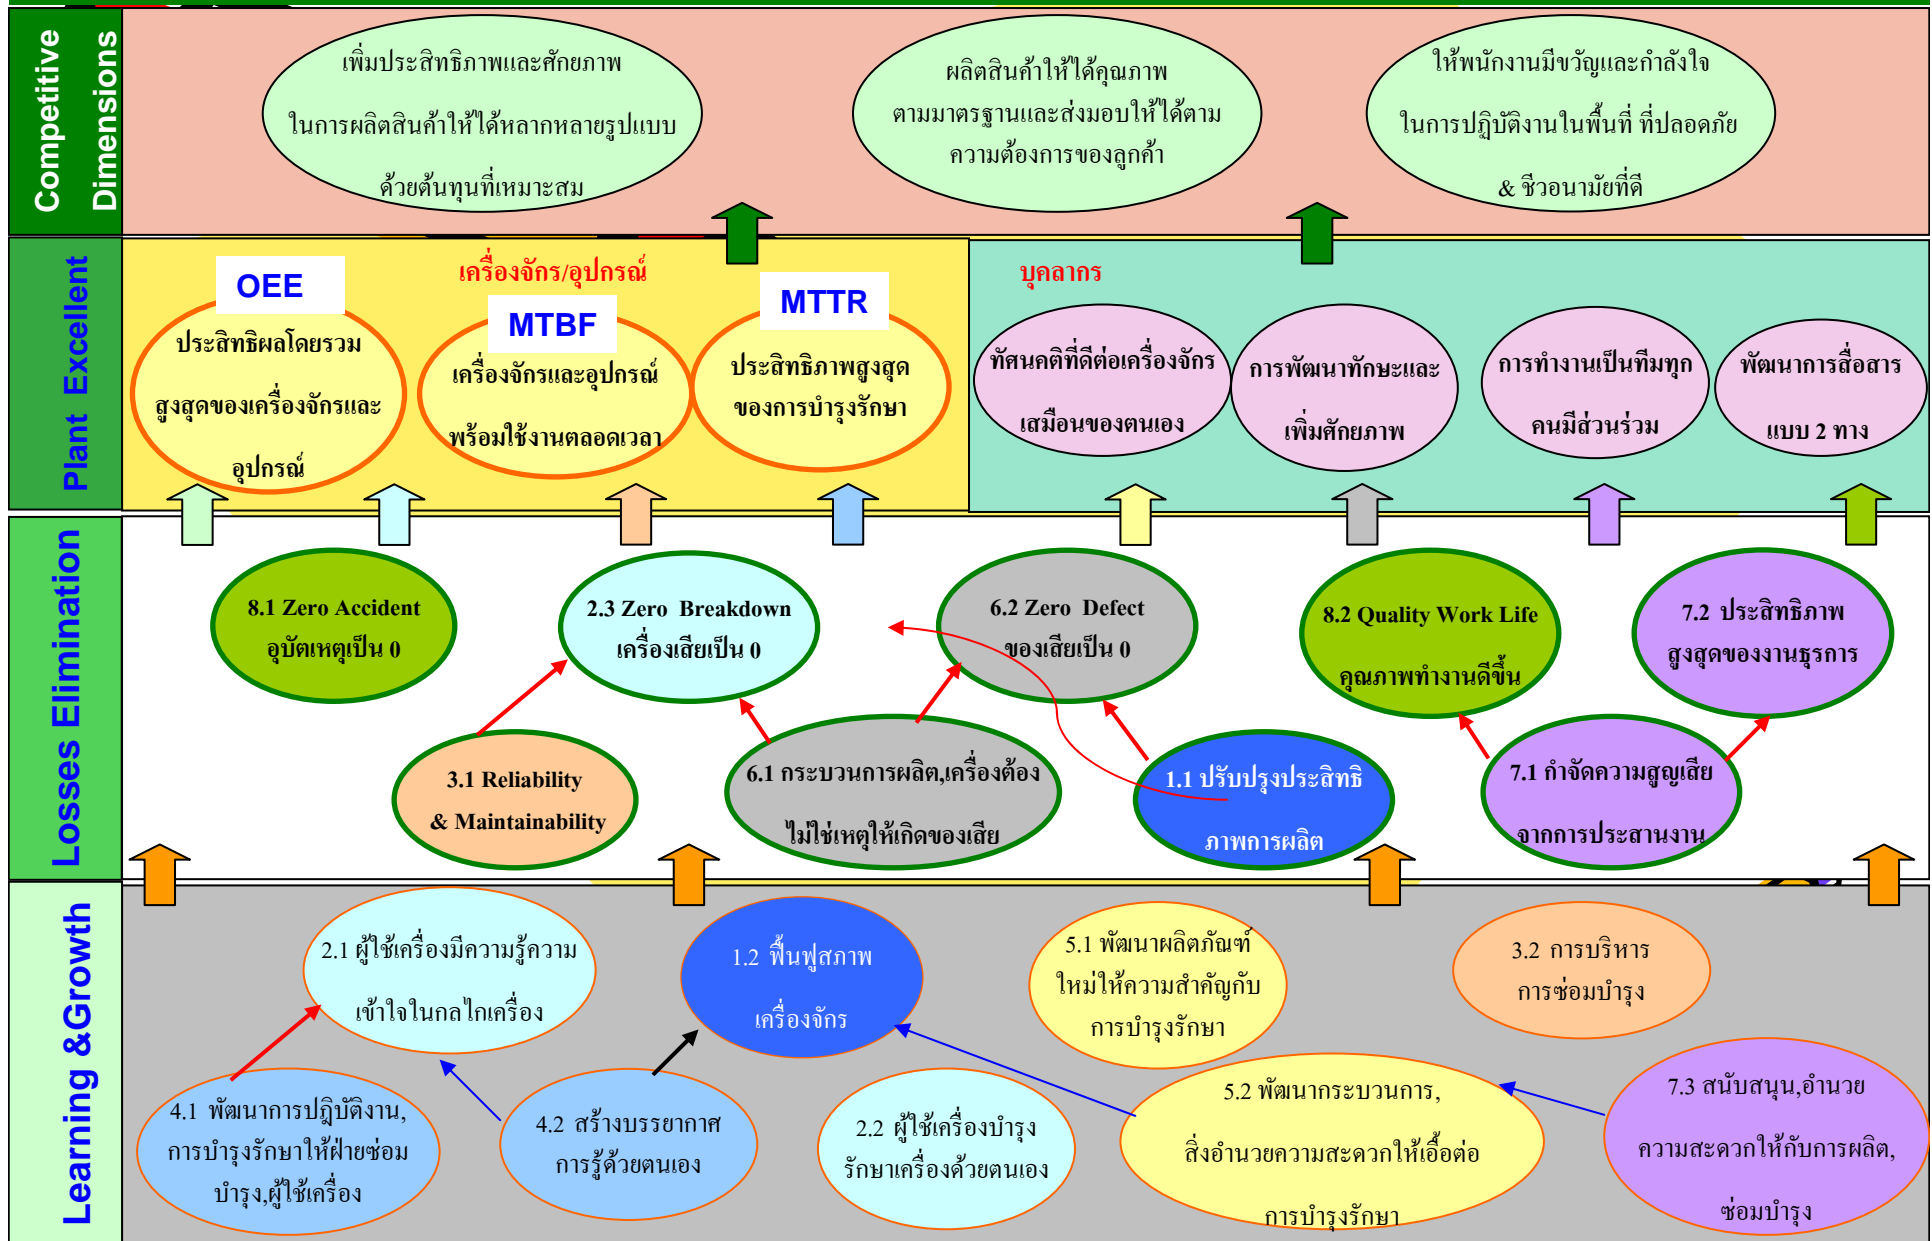 Competitive
Dimensions
เพิ่มประสิทธิภาพและศักยภาพ
ในการผลิตสินค้าให้ได้หลากหลายรูปแบบ
ด้วยต้นทุนที่เหมาะสม
ผลิตสินค้าให้ได้คุณภาพ
ตามมาตรฐานและส่งมอบให้ได้ตาม
ความต้องการของลูกค้า
ให้พนักงานมีขวัญและกำลังใจ
ในการปฏิบัติงานในพื้นที่ ที่ปลอดภัย
& ชีวอนามัยที่ดี
Plant Excellent
เครื่องจักร/อุปกรณ์
OEE
ประสิทธิผลโดยรวม
สูงสุดของเครื่องจักรและ
อุปกรณ์
MTBF
เครื่องจักรและอุปกรณ์
พร้อมใช้งานตลอดเวลา
MTTR
ประสิทธิภาพสูงสุด
ของการบำรุงรักษา
บุคลากร
ทัศนคติที่ดีต่อเครื่องจักร
เสมือนของตนเอง
การพัฒนาทักษะและ
เพิ่มศักยภาพ
การทำงานเป็นทีมทุก
คนมีส่วนร่วม
พัฒนาการสื่อสาร
แบบ 2 ทาง
Losses Elimination
8.1 Zero Accident
อุบัตเหตุเป็น 0
2.3 Zero Breakdown
เครื่องเสียเป็น 0
6.2 Zero Defect
ของเสียเป็น 0
8.2 Quality Work Life
คุณภาพทำงานดีขึ้น
7.2 ประสิทธิภาพ
สูงสุดของงานธุรการ
3.1 Reliability
& Maintainability
6.1 กระบวนการผลิต,เครื่องต้อง
ไม่ใช่เหตุให้เกิดของเสีย
1.1 ปรับปรุงประสิทธิ
ภาพการผลิต
7.1 กำจัดความสูญเสีย
จากการประสานงาน
Learning &Growth
2.1 ผู้ใช้เครื่องมีความรู้ความ
เข้าใจในกลไกเครื่อง
1.2 ฟื้นฟูสภาพ
เครื่องจักร
5.1 พัฒนาผลิตภัณฑ์
ใหม่ให้ความสำคัญกับ
การบำรุงรักษา
3.2 การบริหาร
การซ่อมบำรุง
4.1 พัฒนาการปฎิบัติงาน,
การบำรุงรักษาให้ฝ่ายซ่อม
บำรุง,ผู้ใช้เครื่อง
4.2 สร้างบรรยากาศ
การรู้ด้วยตนเอง
2.2 ผู้ใช้เครื่องบำรุง
รักษาเครื่องด้วยตนเอง
5.2 พัฒนากระบวนการ,
สิ่งอำนวยความสะดวกให้เอื้อต่อ
การบำรุงรักษา
7.3 สนับสนุน,อำนวย
ความสะดวกให้กับการผลิต,
ซ่อมบำรุง